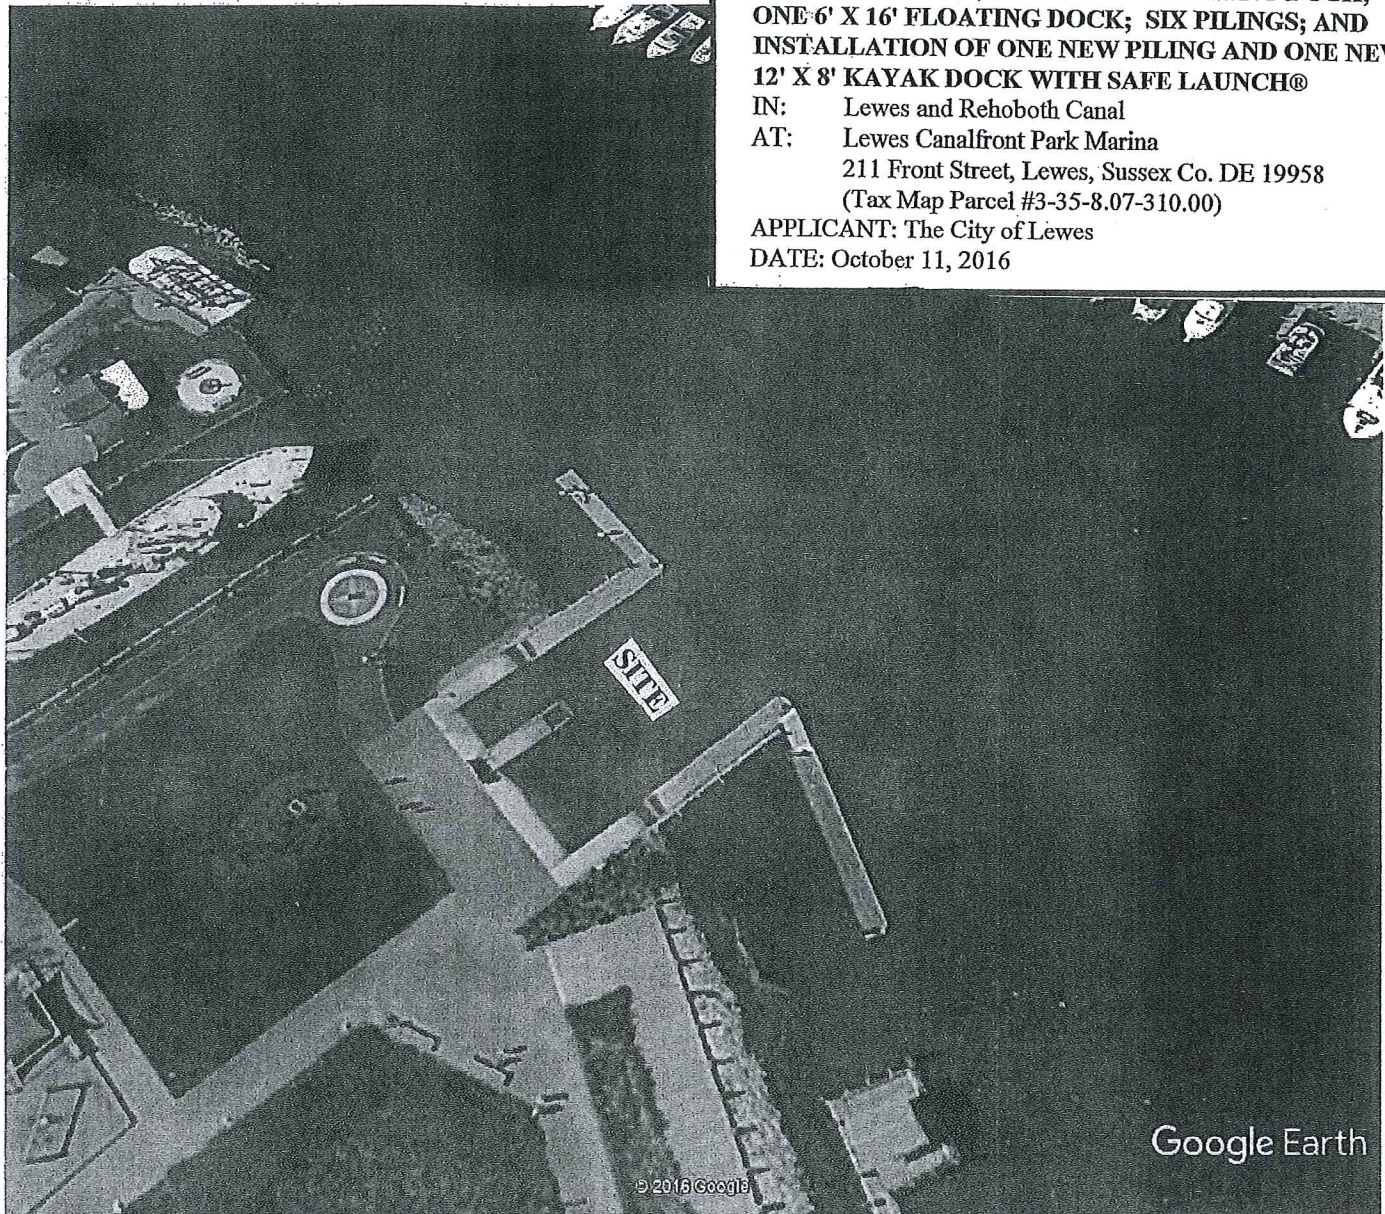 ONE 6' X 16' FLOATING DOCK; SIX PILINGS; AND
INSTALLATION OF ONE NEW PILING AND ONE NEW
12' X 8' KAYAK DOCK WITH SAFE LAUNCH®
IN: Lewes and Rehoboth Canal
AT: Lewes Canalfront Park Marina
211 Front Street, Lewes, Sussex Co. DE 19958
(Tax Map Parcel #3-35-8.07-310.00)
APPLICANT: The City of Lewes
DATE: October 11, 2016
SITE
Google Earth
© 2016 Google